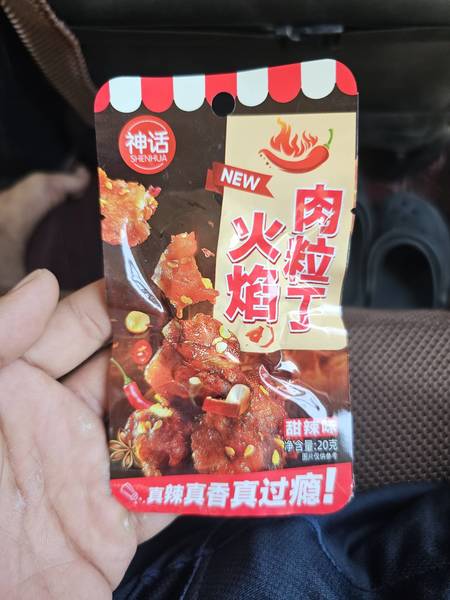 神话
SHENHUA
NEW
肉粒丁
火焰
甜辣味
净含量:20克
图片仅供参考
真辣真香真过瘾!